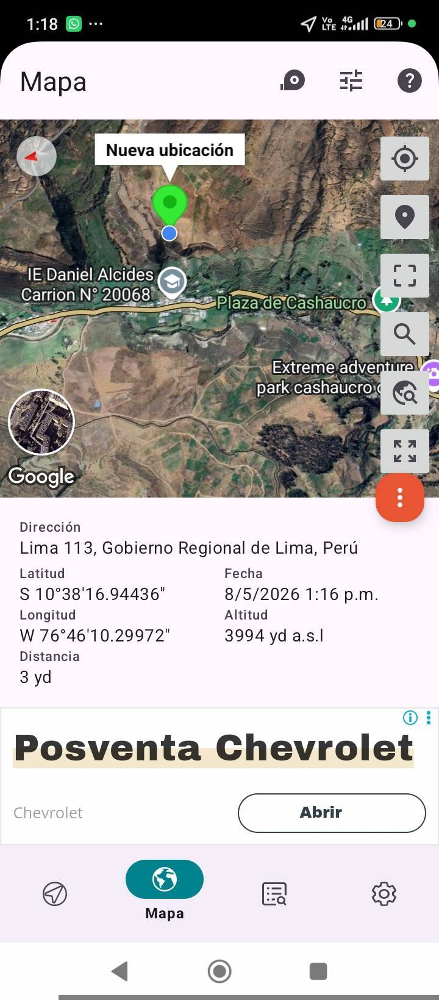 1:18
Vo
LTE
4G
24
Mapa
Nueva ubicación
IE Daniel Alcides
Carrion N° 20068
Plaza de Cashaucro
Extreme adventure
park cashaucro
Google
Dirección
Lima 113, Gobierno Regional de Lima, Perú
Latitud
S 10°38'16.94436"
Fecha
8/5/2026 1:16 p.m.
Longitud
W 76°46'10.29972"
Altitud
3994 yd a.s.l
Distancia
3 yd
Posventa Chevrolet
Chevrolet
Abrir
Mapa